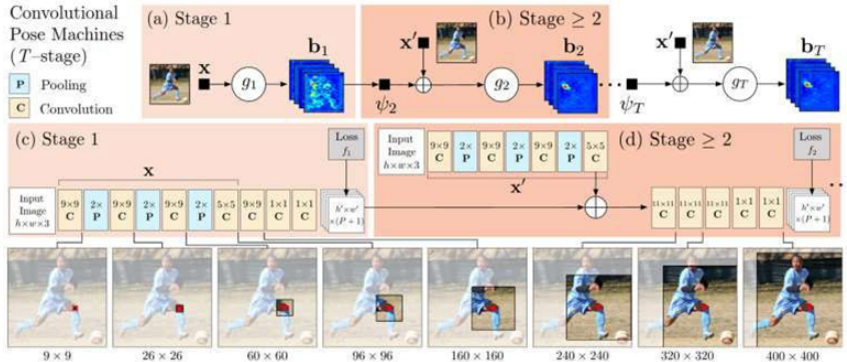 Convolutional
Pose Machines
(T–stage)
P Pooling
C Convolution
(a) Stage 1
x
g₁
b₁
(b) Stage ≥ 2
x′
ψ₂
g₂
b₂
···
x′
ψ_T
g_T
b_T
(c) Stage 1
Loss
f₁
x
Input
Image
h×w×3
9×9
C
2×
P
9×9
C
2×
P
9×9
C
2×
P
5×5
C
9×9
C
1×1
C
1×1
C
h′×w′
×(P+1)
Input
Image
h×w×3
9×9
C
2×
P
9×9
C
2×
P
9×9
C
2×
P
5×5
C
x′
(d) Stage ≥ 2
Loss
f₂
11×11
C
11×11
C
11×11
C
1×1
C
1×1
C
h′×w′
×(P+1)
··
9 × 9
26 × 26
60 × 60
96 × 96
160 × 160
240 × 240
320 × 320
400 × 400